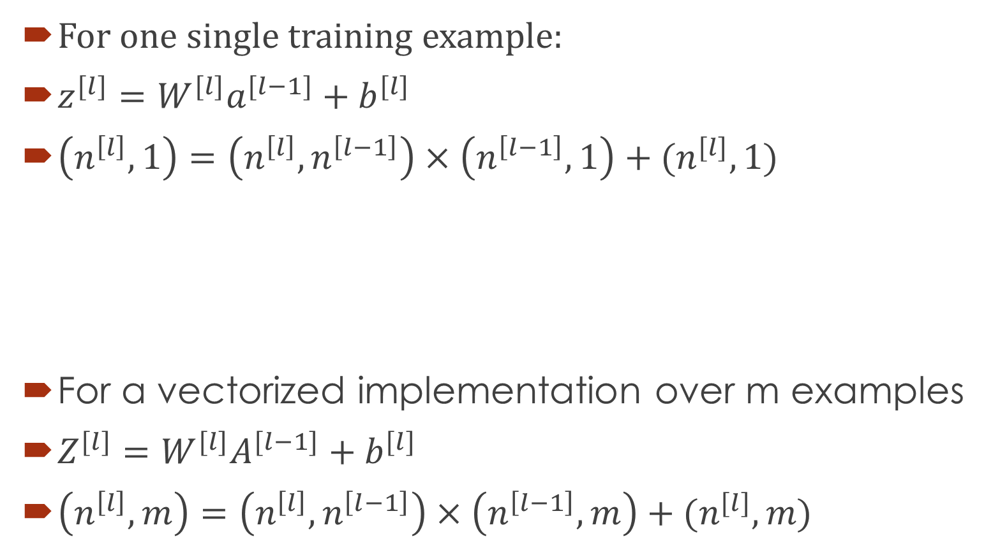 For one single training example:
$z^{[l]} = W^{[l]}a^{[l-1]} + b^{[l]}$
$(n^{[l]}, 1) = (n^{[l]}, n^{[l-1]}) \times (n^{[l-1]}, 1) + (n^{[l]}, 1)$
For a vectorized implementation over m examples
$Z^{[l]} = W^{[l]}A^{[l-1]} + b^{[l]}$
$(n^{[l]}, m) = (n^{[l]}, n^{[l-1]}) \times (n^{[l-1]}, m) + (n^{[l]}, m)$